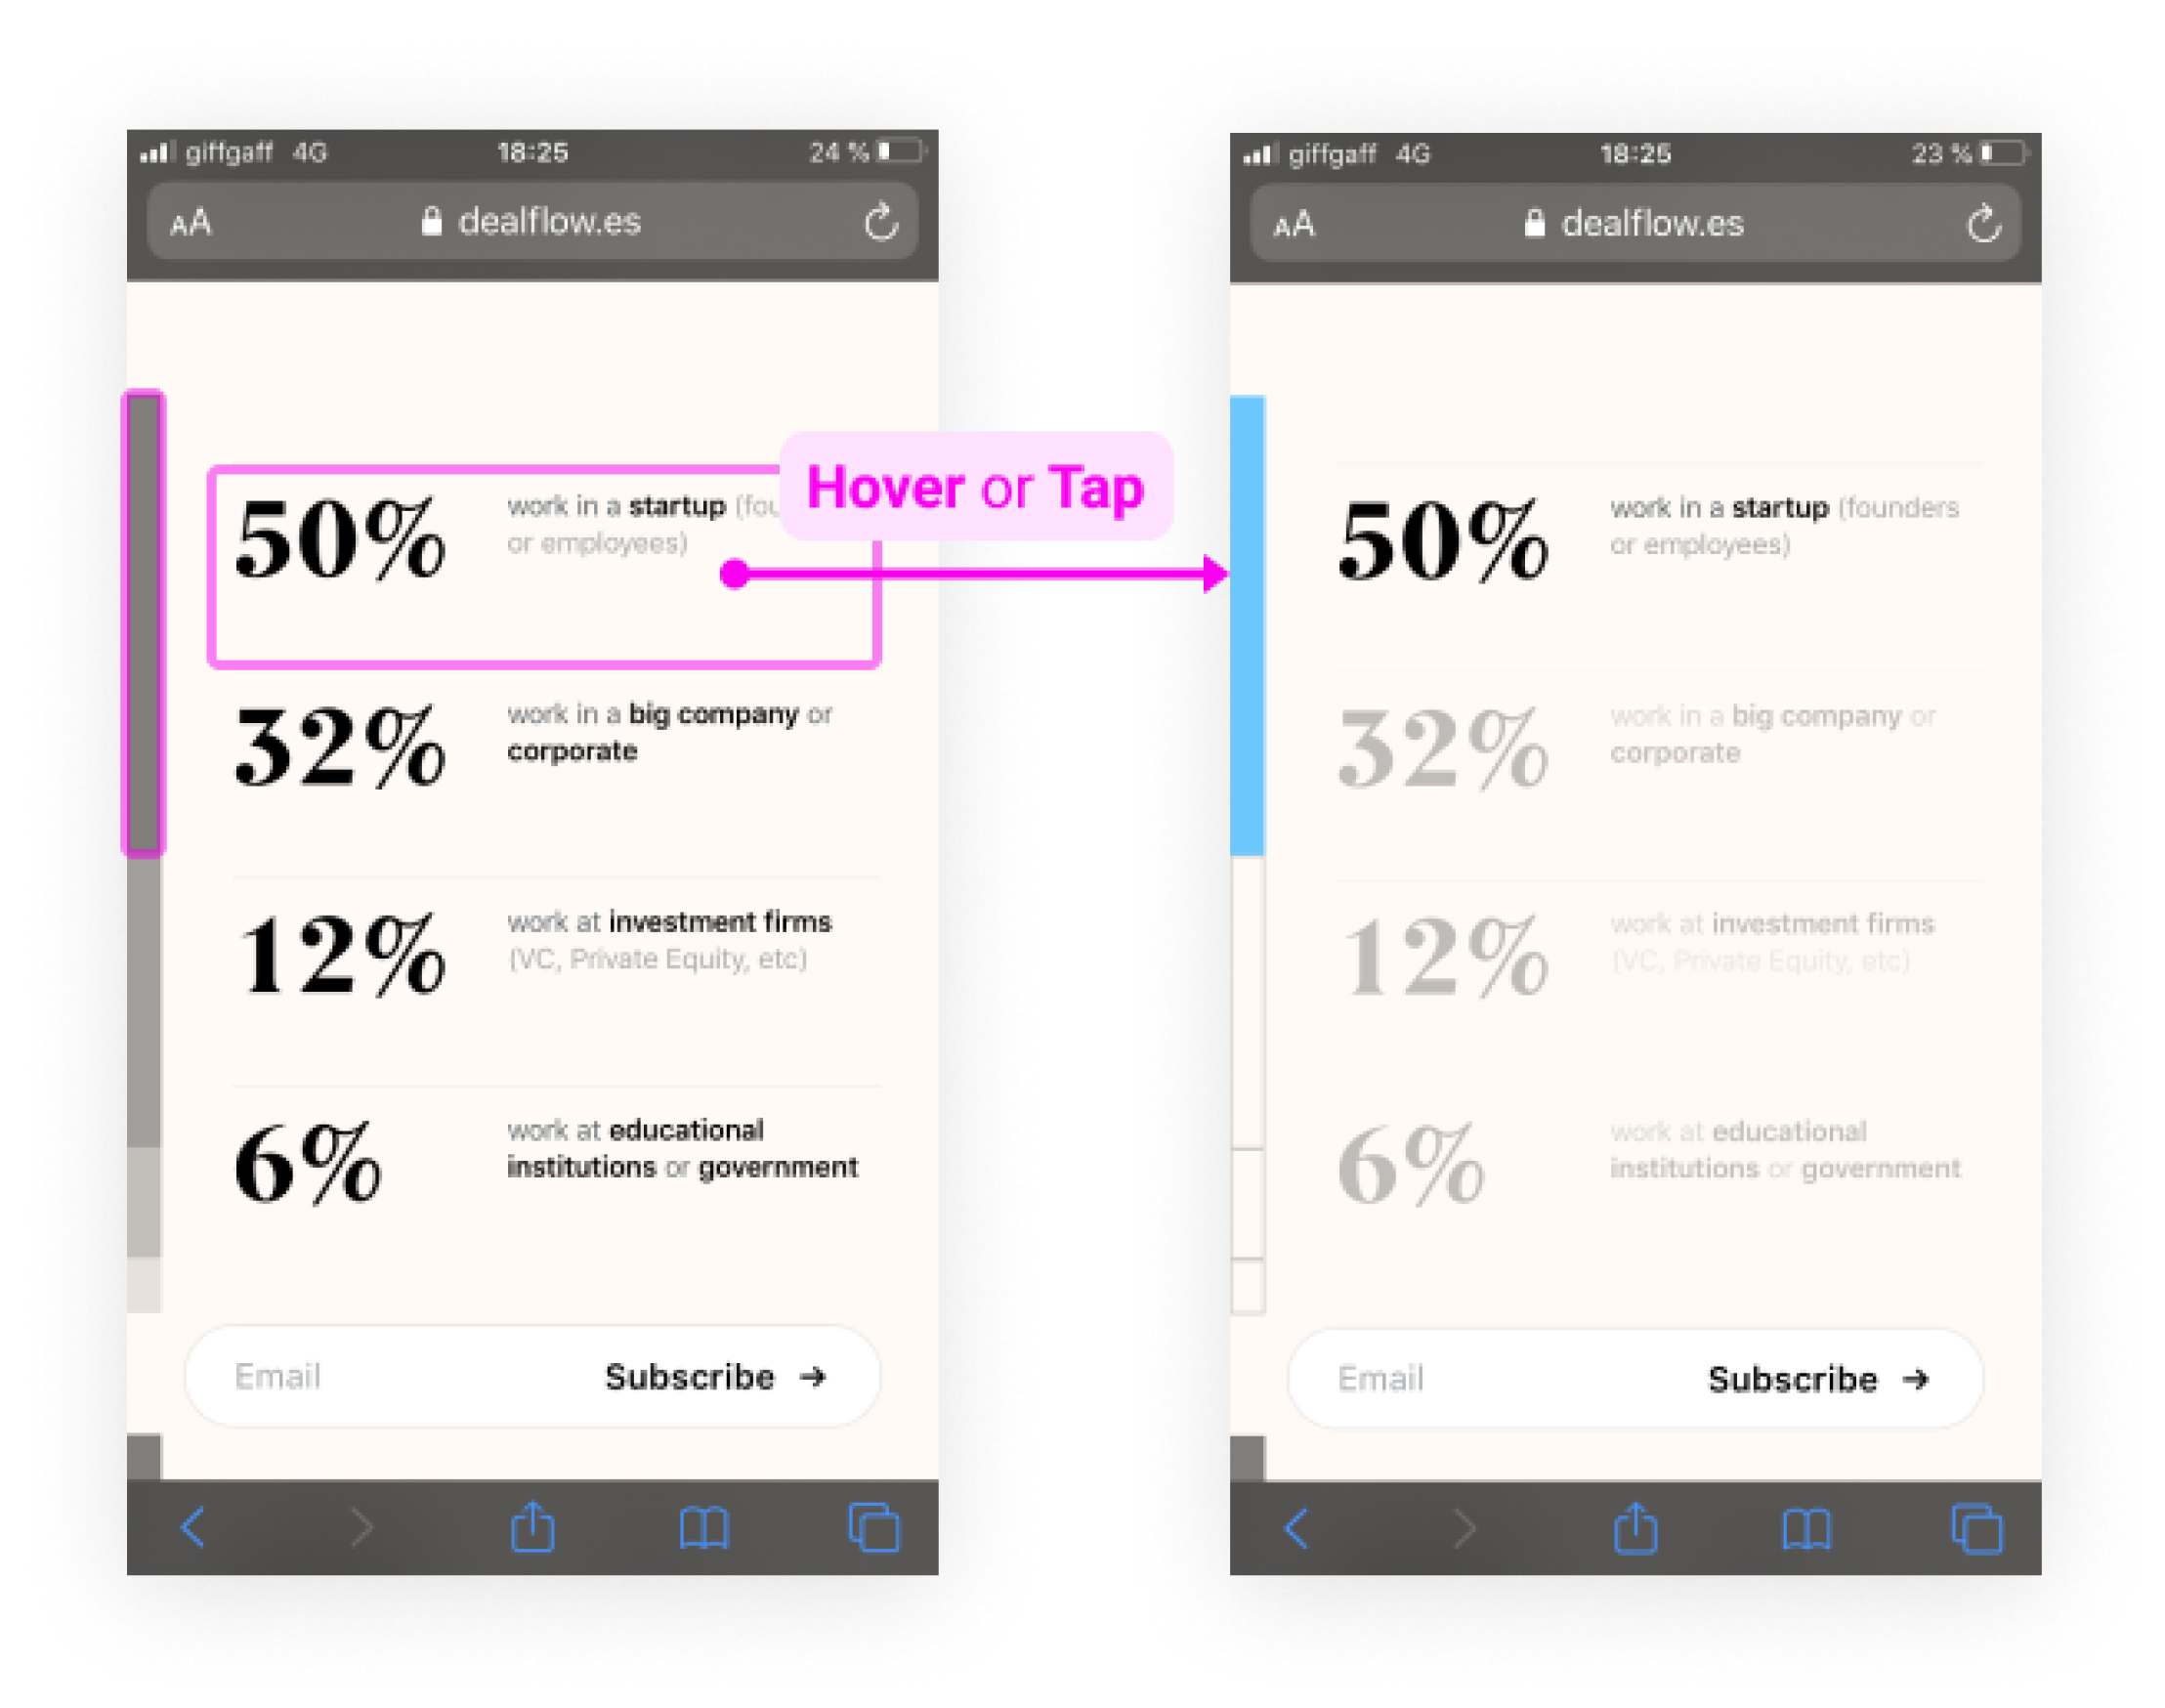 giffgaff 4G 18:25 24 %
AA dealflow.es
50% work in a startup (fou
or employees)
32% work in a big company or
corporate
12% work at investment firms
(VC, Private Equity, etc)
6% work at educational
institutions or government
Email Subscribe →
Hover or Tap
giffgaff 4G 18:25 23 %
AA dealflow.es
50% work in a startup (founders
or employees)
32% work in a big company or
corporate
12% work at investment firms
(VC, Private Equity, etc)
6% work at educational
institutions or government
Email Subscribe →